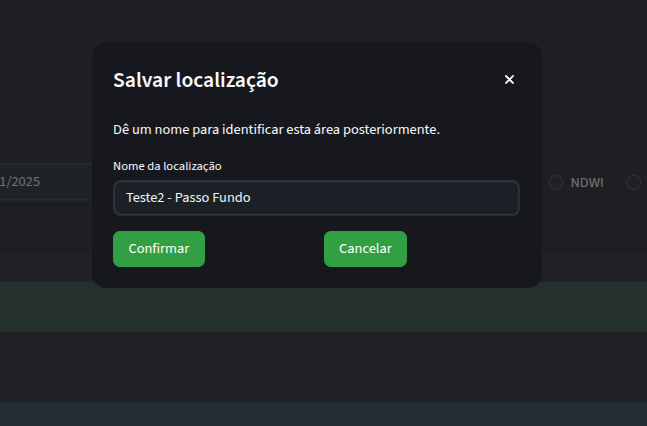 Salvar localização
Dê um nome para identificar esta área posteriormente.
Nome da localização
1/2025
NDWI
Teste2 - Passo Fundo
Confirmar
Cancelar